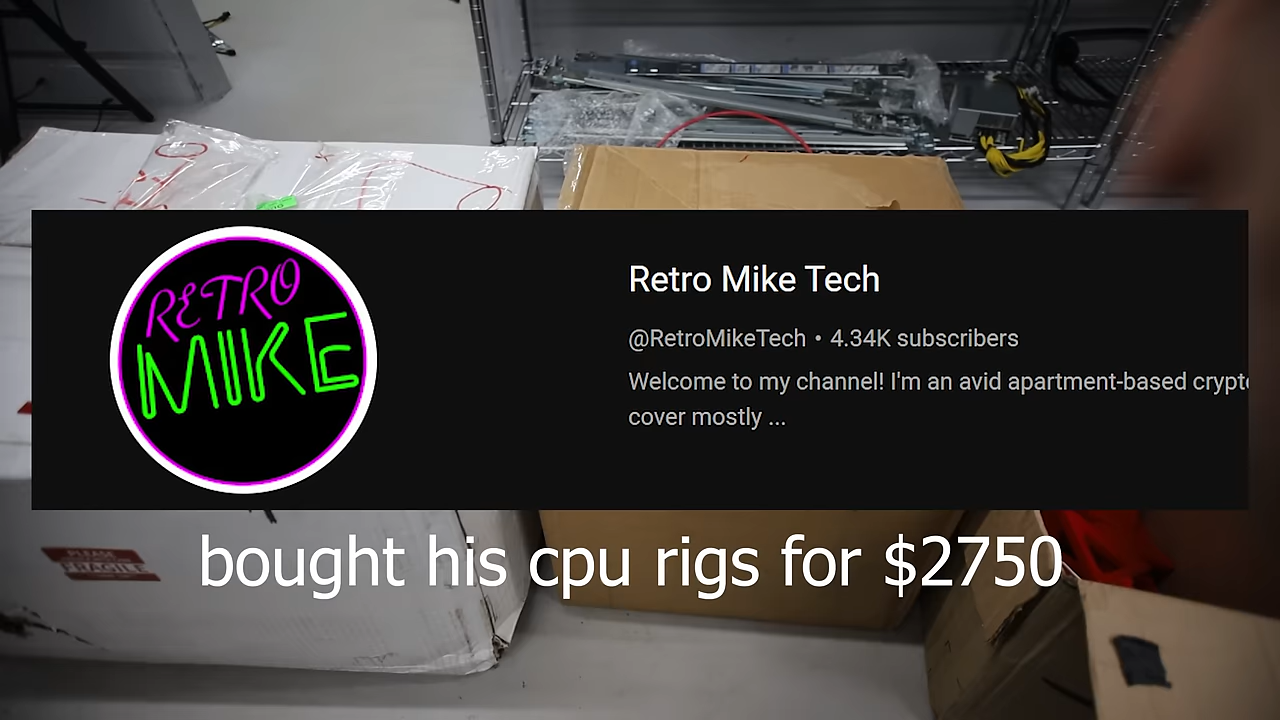 RETRO
MIKE
Retro Mike Tech
@RetroMikeTech • 4.34K subscribers
Welcome to my channel! I'm an avid apartment-based crypto
cover mostly ...
PLEASE
FRAGILE
bought his cpu rigs for $2750